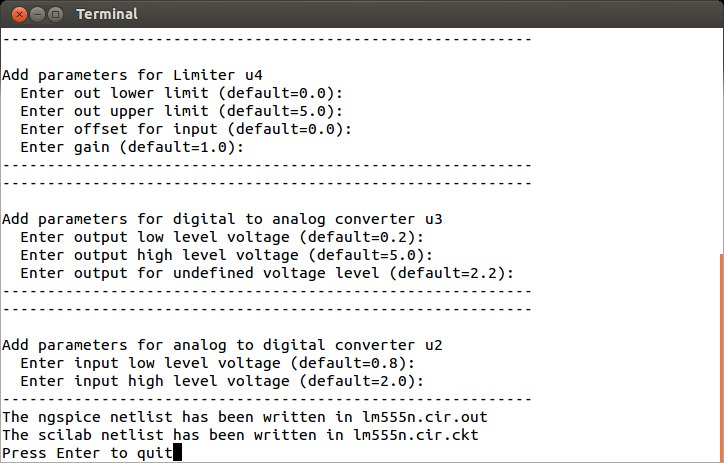 Terminal
----------------------------------------------------------
Add parameters for Limiter u4
  Enter out lower limit (default=0.0):
  Enter out upper limit (default=5.0):
  Enter offset for input (default=0.0):
  Enter gain (default=1.0):
----------------------------------------------------------
----------------------------------------------------------
Add parameters for digital to analog converter u3
  Enter output low level voltage (default=0.2):
  Enter output high level voltage (default=5.0):
  Enter output for undefined voltage level (default=2.2):
----------------------------------------------------------
----------------------------------------------------------
Add parameters for analog to digital converter u2
  Enter input low level voltage (default=0.8):
  Enter input high level voltage (default=2.0):
----------------------------------------------------------
The ngspice netlist has been written in lm555n.cir.out
The scilab netlist has been written in lm555n.cir.ckt
Press Enter to quit